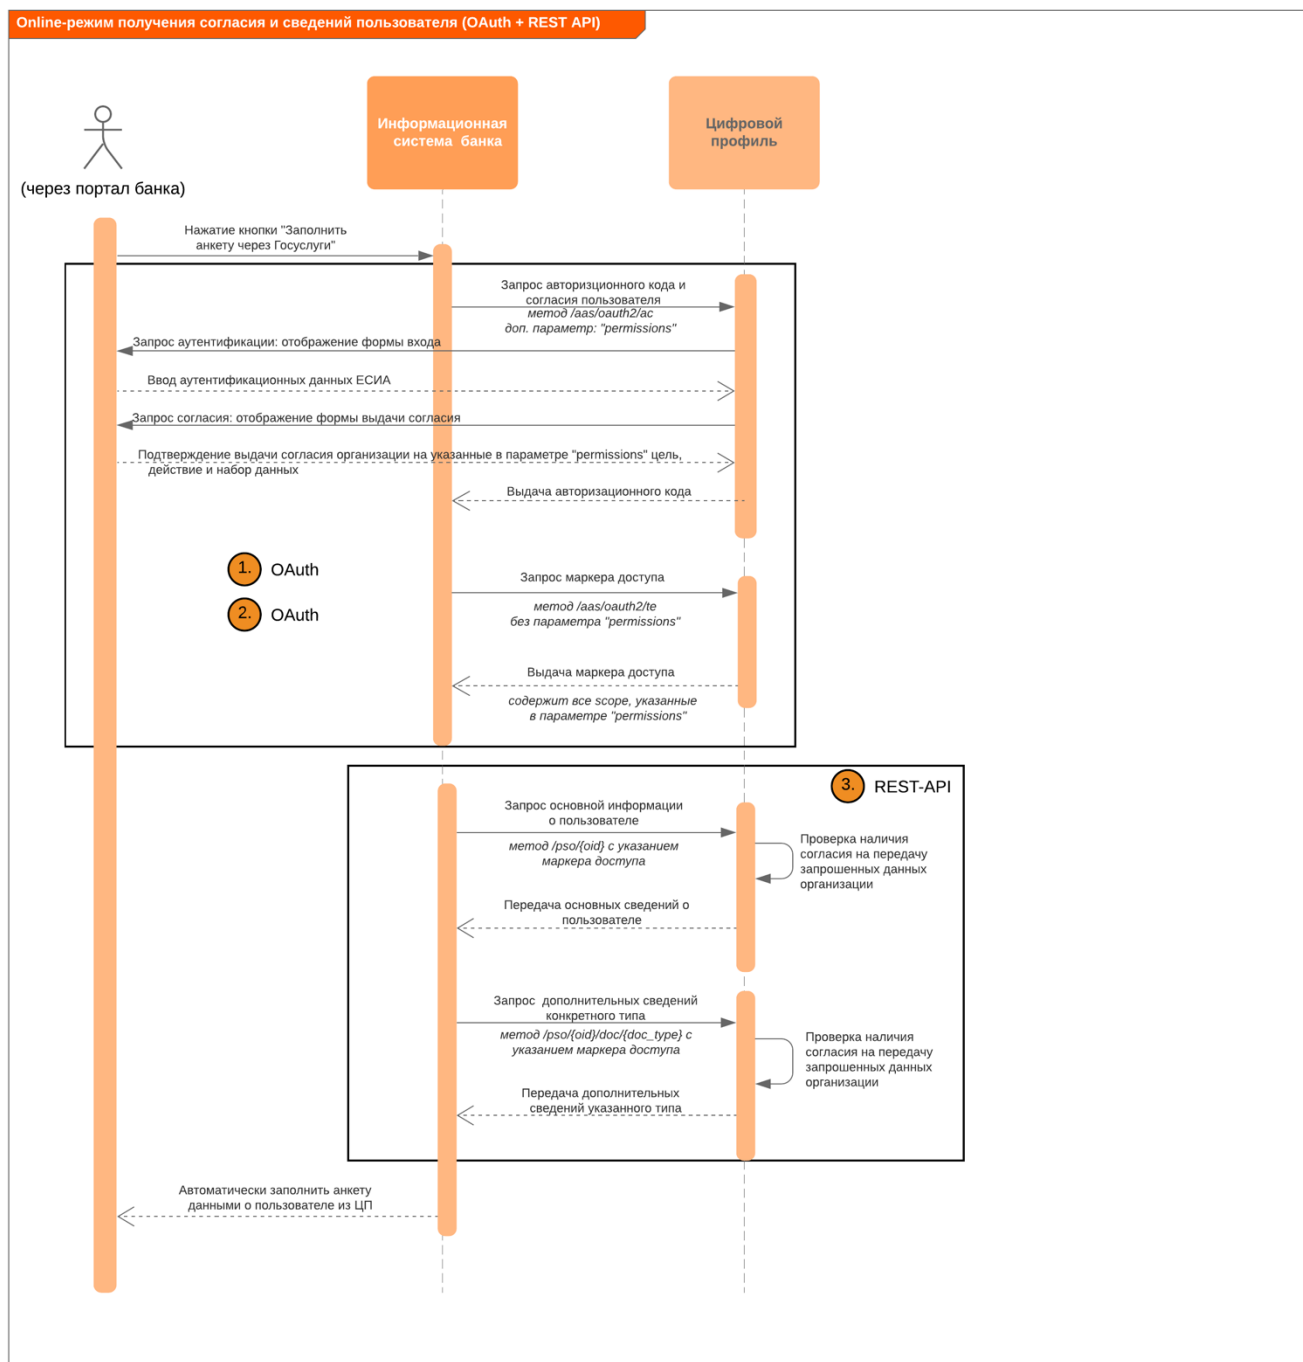 Online-режим получения согласия и сведений пользователя (OAuth + REST API)
Информационная
система банка
Цифровой
профиль
(через портал банка)
Нажатие кнопки "Заполнить
анкету через Госуслуги"
Запрос авторизционного кода и
согласия пользователя
метод /aas/oauth2/ac
доп. параметр: "permissions"
Запрос аутентификации: отображение формы входа
Ввод аутентификационных данных ЕСИА
Запрос согласия: отображение формы выдачи согласия
Подтверждение выдачи согласия организации на указанные в параметре "permissions" цель,
действие и набор данных
Выдача авторизационного кода
1. OAuth
Запрос маркера доступа
метод /aas/oauth2/te
2. OAuth
без параметра "permissions"
Выдача маркера доступа
содержит все scope, указанные
в параметре "permissions"
3. REST-API
Запрос основной информации
о пользователе
метод /pso/{oid} с указанием
маркера доступа
Проверка наличия
согласия на передачу
запрошенных данных
организации
Передача основных сведений о
пользователе
Запрос дополнительных сведений
конкретного типа
метод /pso/{oid}/doc/{doc_type} с
указанием маркера доступа
Проверка наличия
согласия на передачу
запрошенных данных
организации
Передача дополнительных
сведений указанного типа
Автоматически заполнить анкету
данными о пользователе из ЦП